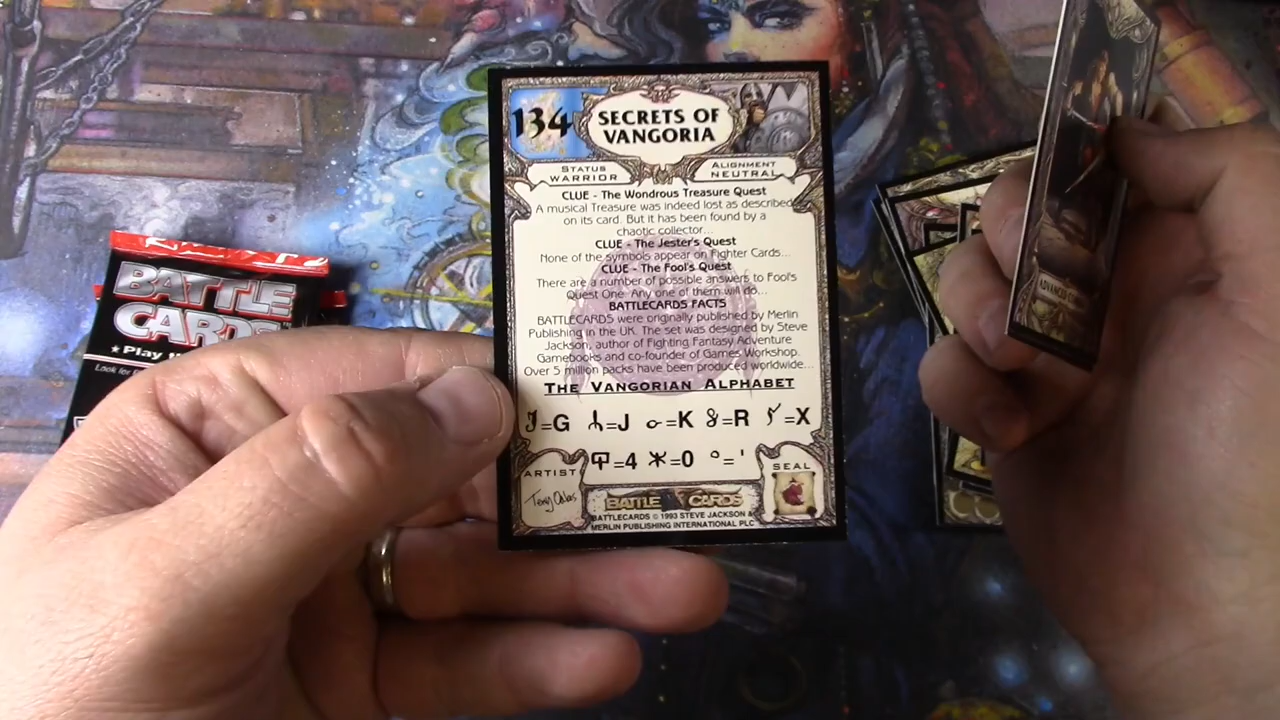 134
SECRETS OF
VANGORIA
STATUS
WARRIOR
ALIGNMENT
NEUTRAL
CLUE - The Wondrous Treasure Quest
A musical Treasure was indeed lost as described
on its card. But it has been found by a
chaotic collector...
CLUE - The Jester's Quest
None of the symbols appear on Fighter Cards...
CLUE - The Fool's Quest
There are a number of possible answers to Fool's
Quest One. Any one of them will do...
BATTLECARDS FACTS
BATTLECARDS were originally published by Merlin
Publishing in the UK. The set was designed by Steve
Jackson, author of Fighting Fantasy Adventure
Gamebooks and co-founder of Games Workshop.
Over 5 million packs have been produced worldwide...
THE VANGORIAN ALPHABET
=G =J =K =R =X
=4 =0 ='
ARTIST
Terry Oakes
SEAL
BATTLE CARDS
BATTLECARDS © 1993 STEVE JACKSON &
MERLIN PUBLISHING INTERNATIONAL PLC
BATTLE
CARDS
Play
Look for
ADVANCED